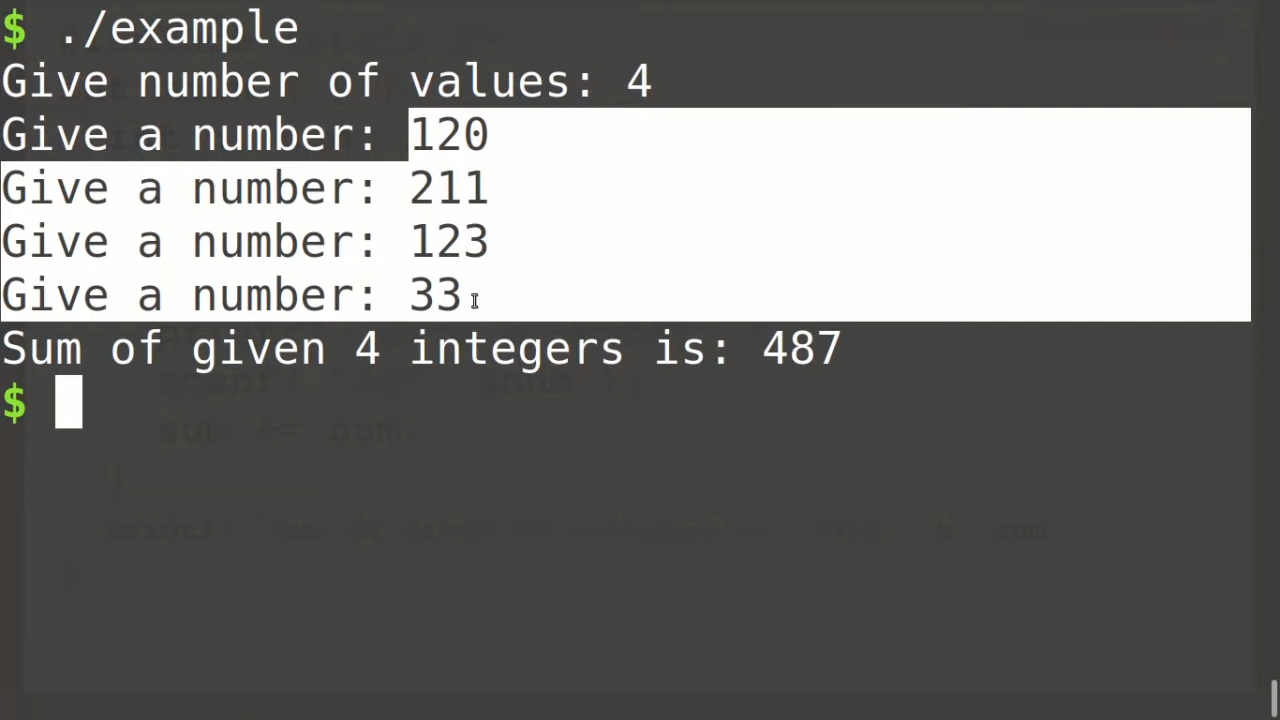 $ ./example
Give number of values: 4
Give a number: 120
Give a number: 211
Give a number: 123
Give a number: 33
Sum of given 4 integers is: 487
$